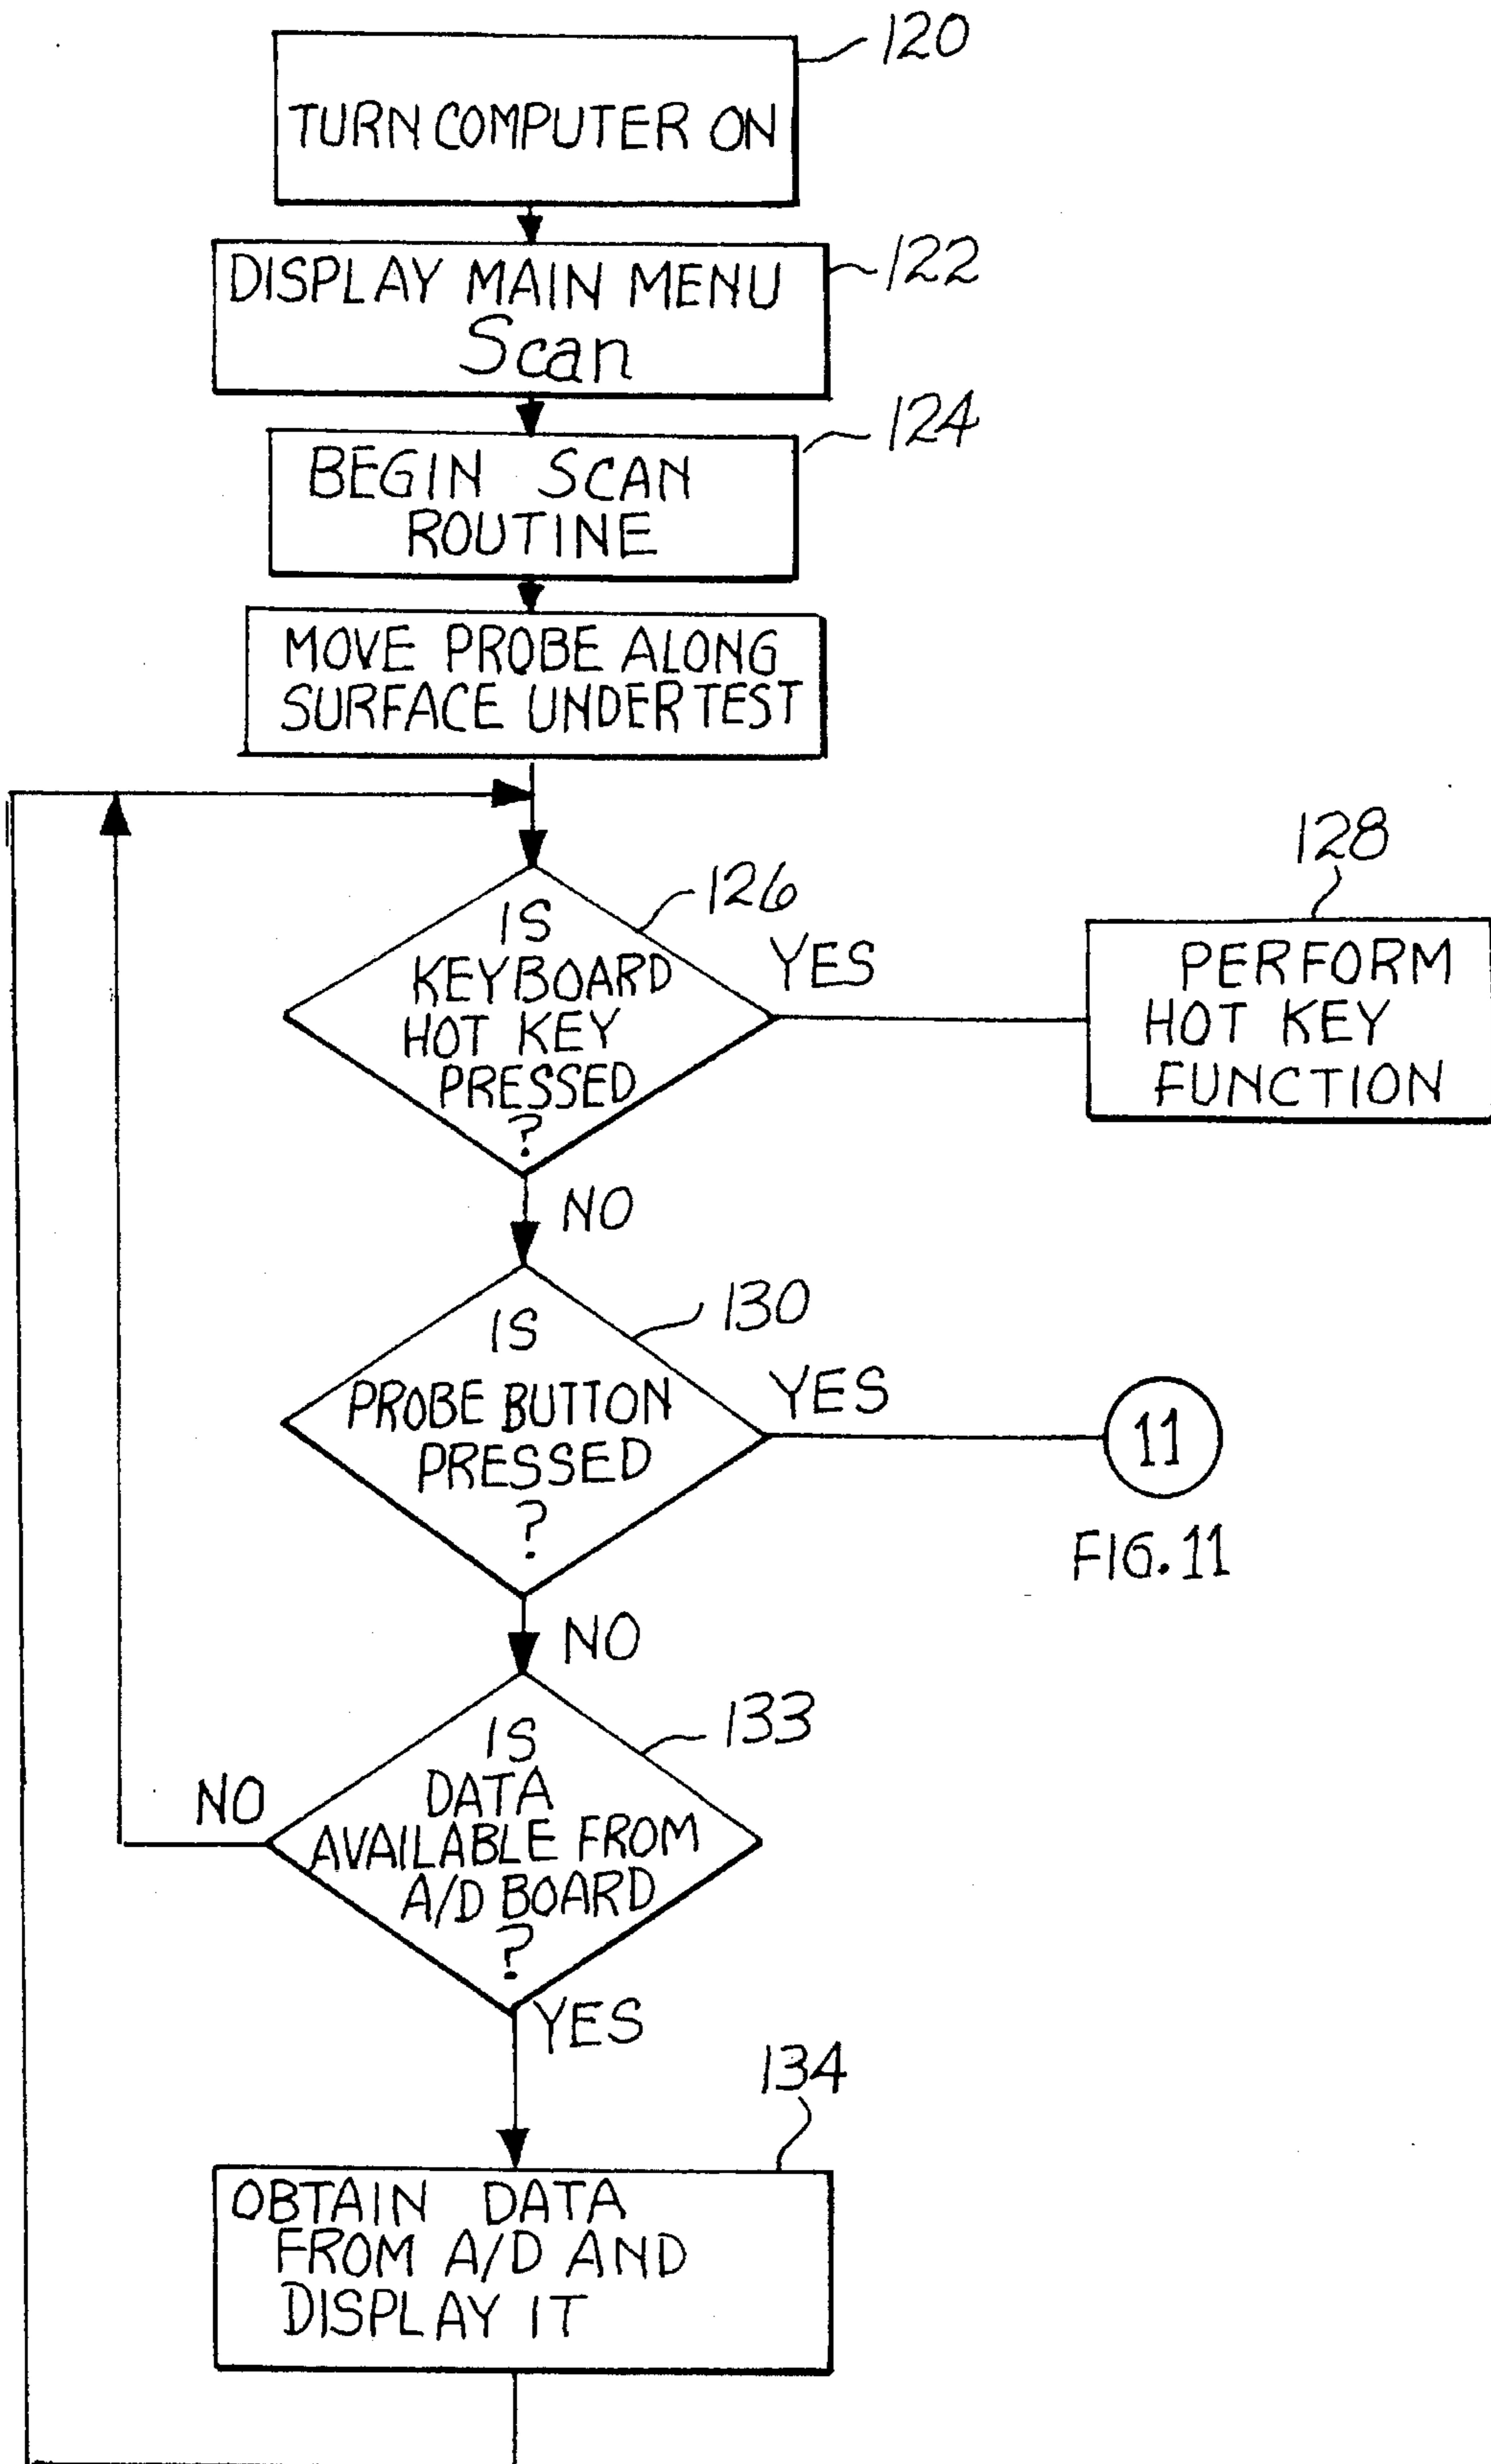 120
TURN COMPUTER ON
122
DISPLAY MAIN MENU
Scan
124
BEGIN SCAN
ROUTINE
MOVE PROBE ALONG
SURFACE UNDER TEST
126
IS
KEYBOARD
HOT KEY
PRESSED
?
YES
128
PERFORM
HOT KEY
FUNCTION
NO
130
IS
PROBE BUTTON
PRESSED
?
YES
11
FIG. 11
NO
133
IS
DATA
AVAILABLE FROM
A/D BOARD
?
NO
YES
134
OBTAIN DATA
FROM A/D AND
DISPLAY IT